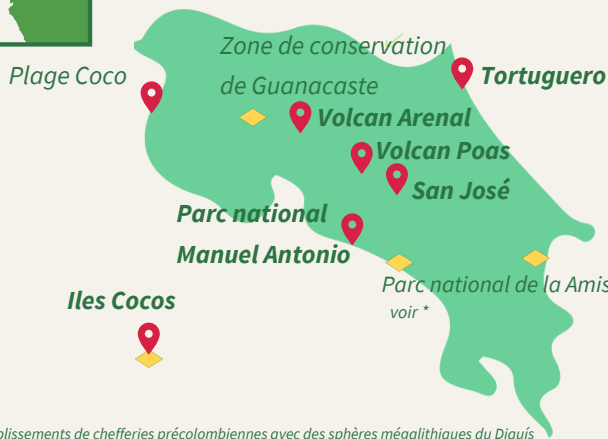 Zone de conservation
de Guanacaste
Plage Coco
Tortuguero
Volcan Arenal
Volcan Poas
San José
Parc national
Manuel Antonio
Parc national de la Amis
voir *
Iles Cocos
blissements de chefferies précolombiennes avec des sphères mégalithiques du Diquís